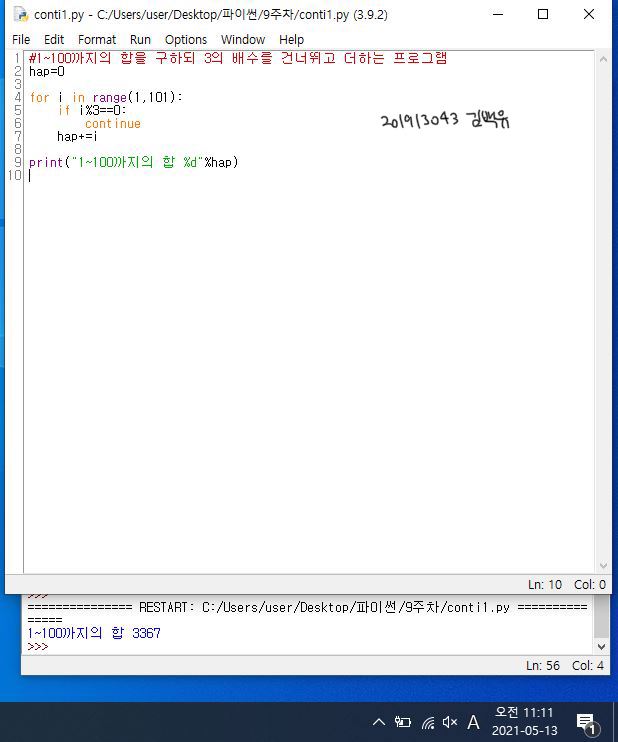 conti1.py - C:/Users/user/Desktop/파이썬/9주차/conti1.py (3.9.2)
File Edit Format Run Options Window Help
1 #1~100까지의 합을 구하되 3의 배수를 건너뛰고 더하는 프로그램
2 hap=0
3
4 for i in range(1,101):
5 if i%3==0:
6 continue
201913043 김백유
7 hap+=i
8
9 print("1~100까지의 합 %d"%hap)
10
Ln: 10 Col: 0
>>>
=============== RESTART: C:/Users/user/Desktop/파이썬/9주차/conti1.py ==========
=====
1~100까지의 합 3367
>>>
Ln: 56 Col: 4
A
오전 11:11
2021-05-13
1